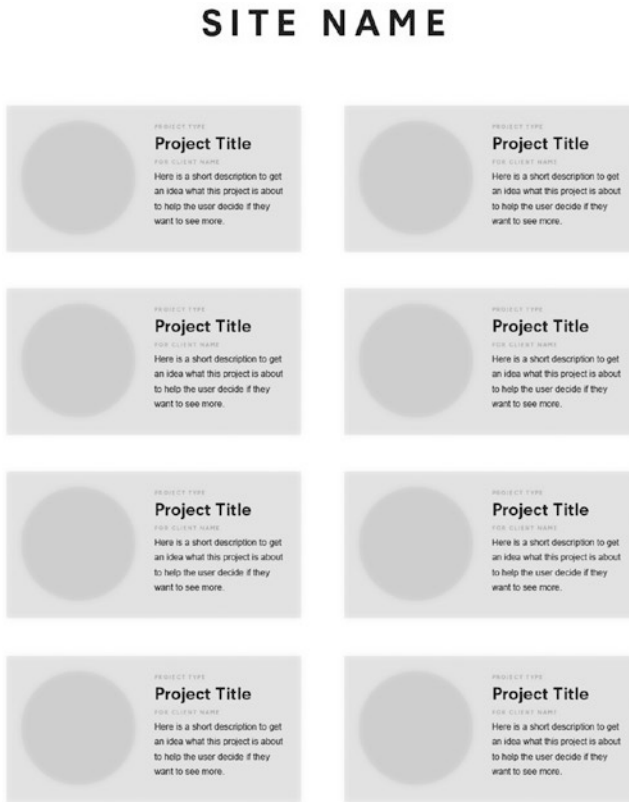 SITE NAME
PROJECT TYPE
Project Title
FOR CLIENT NAME
Here is a short description to get
an idea what this project is about
to help the user decide if they
want to see more.
PROJECT TYPE
Project Title
FOR CLIENT NAME
Here is a short description to get
an idea what this project is about
to help the user decide if they
want to see more.
PROJECT TYPE
Project Title
FOR CLIENT NAME
Here is a short description to get
an idea what this project is about
to help the user decide if they
want to see more.
PROJECT TYPE
Project Title
FOR CLIENT NAME
Here is a short description to get
an idea what this project is about
to help the user decide if they
want to see more.
PROJECT TYPE
Project Title
FOR CLIENT NAME
Here is a short description to get
an idea what this project is about
to help the user decide if they
want to see more.
PROJECT TYPE
Project Title
FOR CLIENT NAME
Here is a short description to get
an idea what this project is about
to help the user decide if they
want to see more.
PROJECT TYPE
Project Title
FOR CLIENT NAME
Here is a short description to get
an idea what this project is about
to help the user decide if they
want to see more.
PROJECT TYPE
Project Title
FOR CLIENT NAME
Here is a short description to get
an idea what this project is about
to help the user decide if they
want to see more.